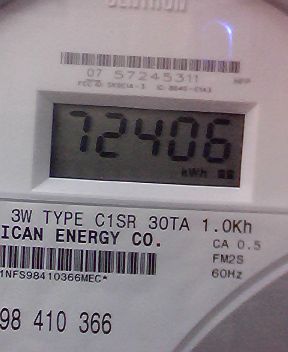 CENTRON
07 57245311
72406
kWh
3W TYPE C1SR 30TA 1.0Kh
ICAN ENERGY CO.
CA 0.5
FM2S
60Hz
1NFS98410366MEC*
98 410 366